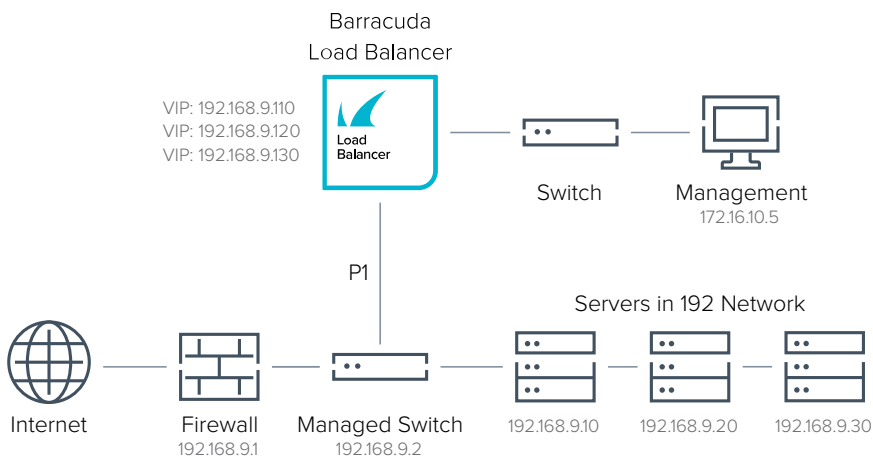 Barracuda
Load Balancer
VIP: 192.168.9.110
VIP: 192.168.9.120
VIP: 192.168.9.130
Load
Balancer
Switch
Management
172.16.10.5
P1
Servers in 192 Network
Internet
Firewall
192.168.9.1
Managed Switch
192.168.9.2
192.168.9.10
192.168.9.20
192.168.9.30